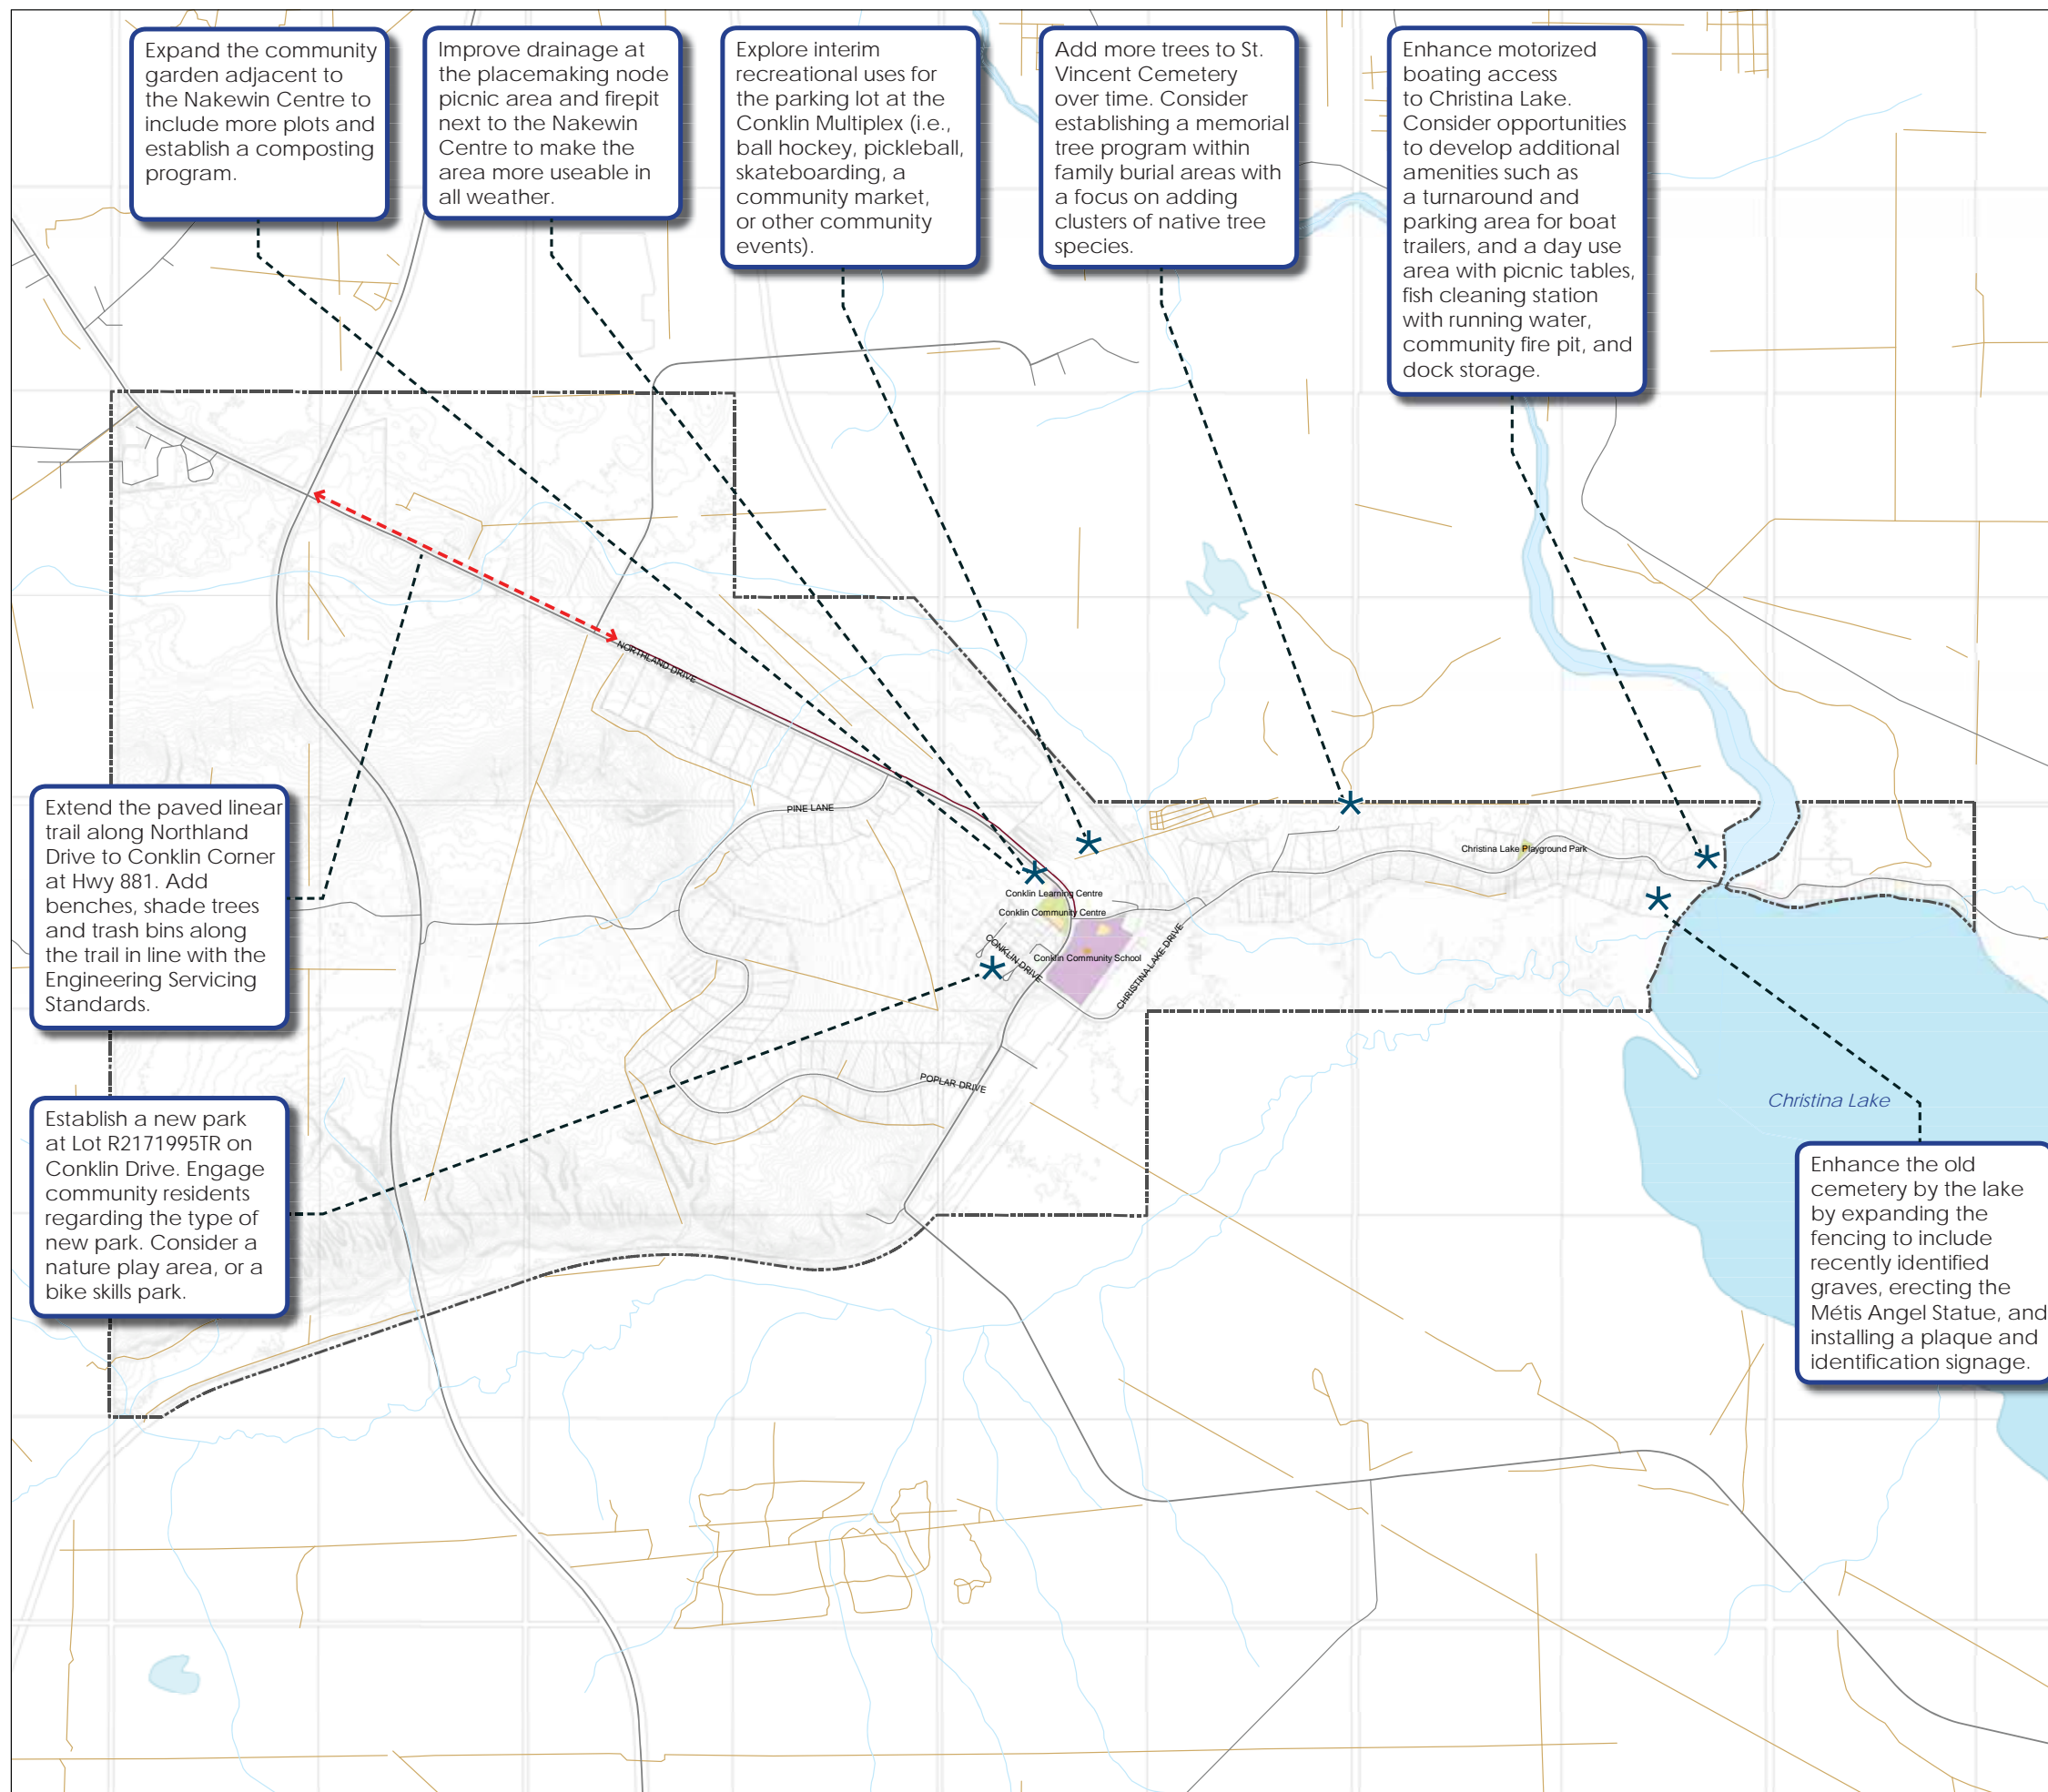 Expand the community
garden adjacent to
the Nakewin Centre to
include more plots and
establish a composting
program.
Improve drainage at
the placemaking node
picnic area and firepit
next to the Nakewin
Centre to make the
area more useable in
all weather.
Explore interim
recreational uses for
the parking lot at the
Conklin Multiplex (i.e.,
ball hockey, pickleball,
skateboarding, a
community market,
or other community
events).
Add more trees to St.
Vincent Cemetery
over time. Consider
establishing a memorial
tree program within
family burial areas with
a focus on adding
clusters of native tree
species.
Enhance motorized
boating access
to Christina Lake.
Consider opportunities
to develop additional
amenities such as
a turnaround and
parking area for boat
trailers, and a day use
area with picnic tables,
fish cleaning station
with running water,
community fire pit, and
dock storage.
NORTHLAND DRIVE
PINE LANE
Extend the paved linear
trail along Northland
Drive to Conklin Corner
at Hwy 881. Add
benches, shade trees
and trash bins along
the trail in line with the
Engineering Servicing
Standards.
Christina Lake Playground Park
Conklin Learning Centre
Conklin Community Centre
CONKLIN DRIVE
Conklin Community School
CHRISTINA LAKE DRIVE
POPLAR DRIVE
Christina Lake
Establish a new park
at Lot R2171995TR on
Conklin Drive. Engage
community residents
regarding the type of
new park. Consider a
nature play area, or a
bike skills park.
Enhance the old
cemetery by the lake
by expanding the
fencing to include
recently identified
graves, erecting the
Métis Angel Statue, and
installing a plaque and
identification signage.